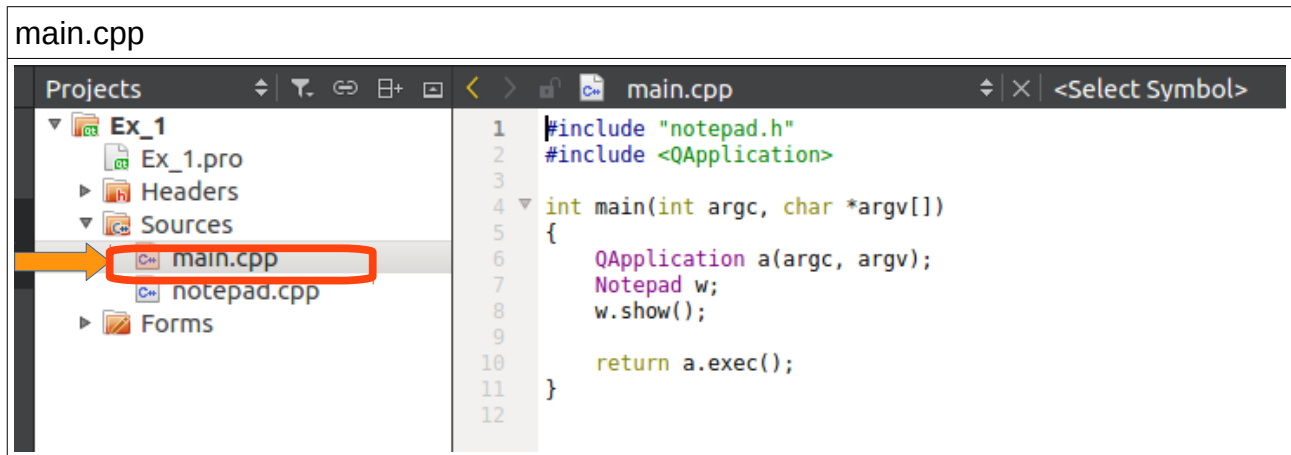 main.cpp
Projects
Ex_1
Ex_1.pro
Headers
Sources
main.cpp
notepad.cpp
Forms
main.cpp <Select Symbol>
1 #include "notepad.h"
2 #include <QApplication>
3
4 int main(int argc, char *argv[])
5 {
6     QApplication a(argc, argv);
7     Notepad w;
8     w.show();
9
10     return a.exec();
11 }
12